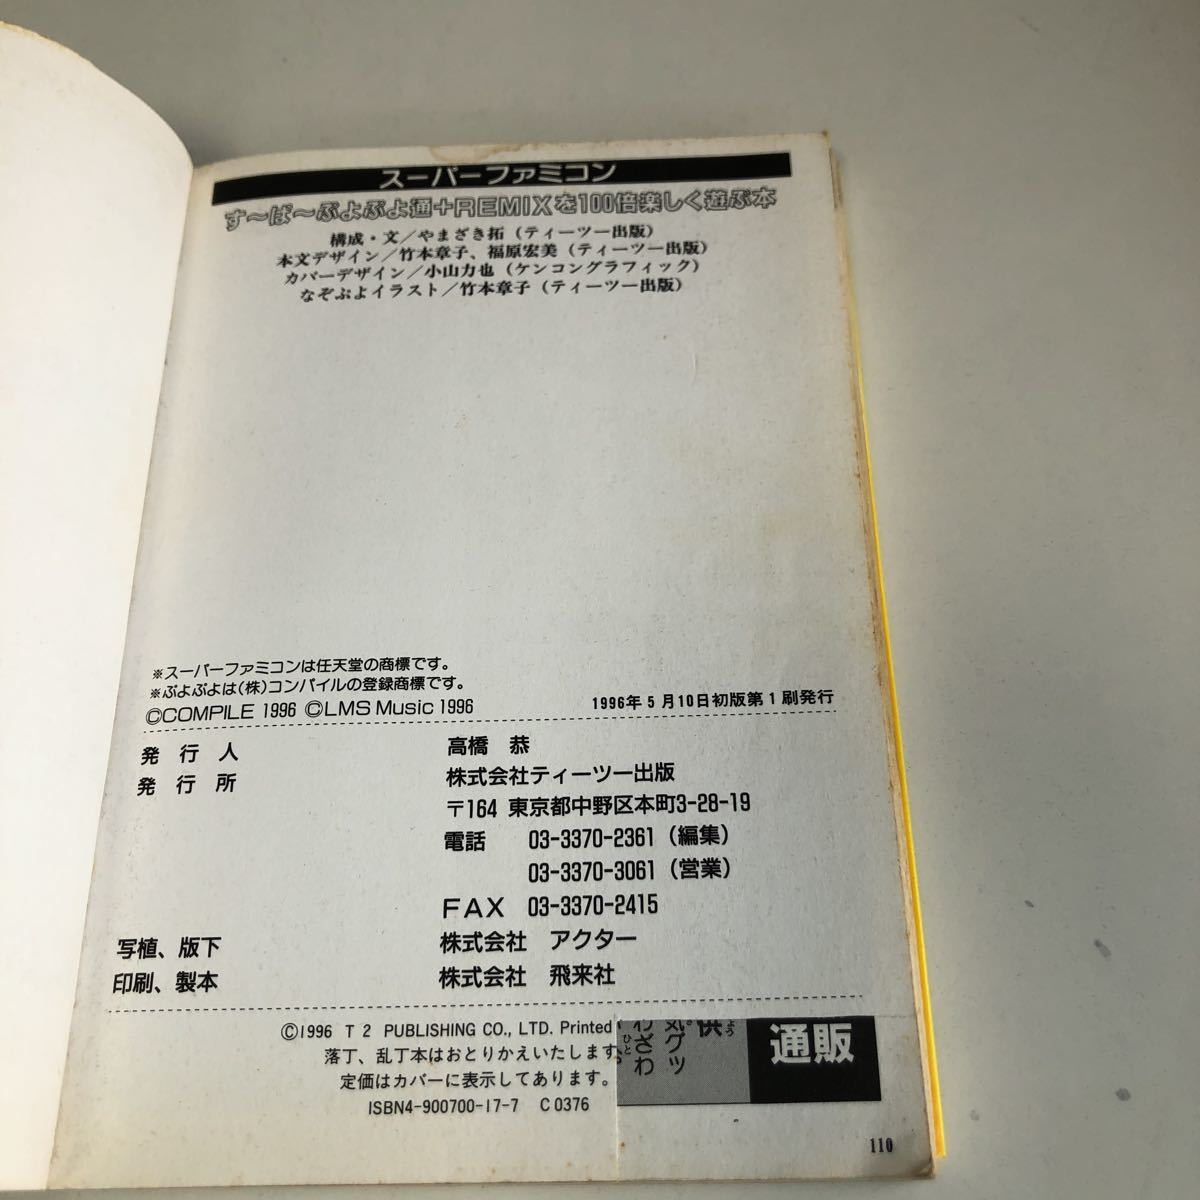 スーパーファミコン
す〜ぱ〜ぷよぷよ通+REMIXを100倍楽しく遊ぶ本
構成・文／やまざき拓(ティーツー出版)
本文デザイン／竹本章子、福原宏美(ティーツー出版)
カバーデザイン／小山力也(ケンコングラフィック)
なぞぷよイラスト／竹本章子(ティーツー出版)
※スーパーファミコンは任天堂の商標です。
※ぷよぷよは(株)コンパイルの登録商標です。
©COMPILE 1996 ©LMS Music 1996
1996年5月10日初版第1刷発行
発行人 高橋 恭
発行所 株式会社ティーツー出版
〒164 東京都中野区本町3-28-19
電話 03-3370-2361(編集)
03-3370-3061(営業)
FAX 03-3370-2415
写植、版下 株式会社 アクター
印刷、製本 株式会社 飛来社
©1996 T2 PUBLISHING CO., LTD. Printed
落丁、乱丁本はおとりかえいたします
定価はカバーに表示してあります。
ISBN4-900700-17-7 C0376
供よう
気グッ
わざわ
ひと
通販
110